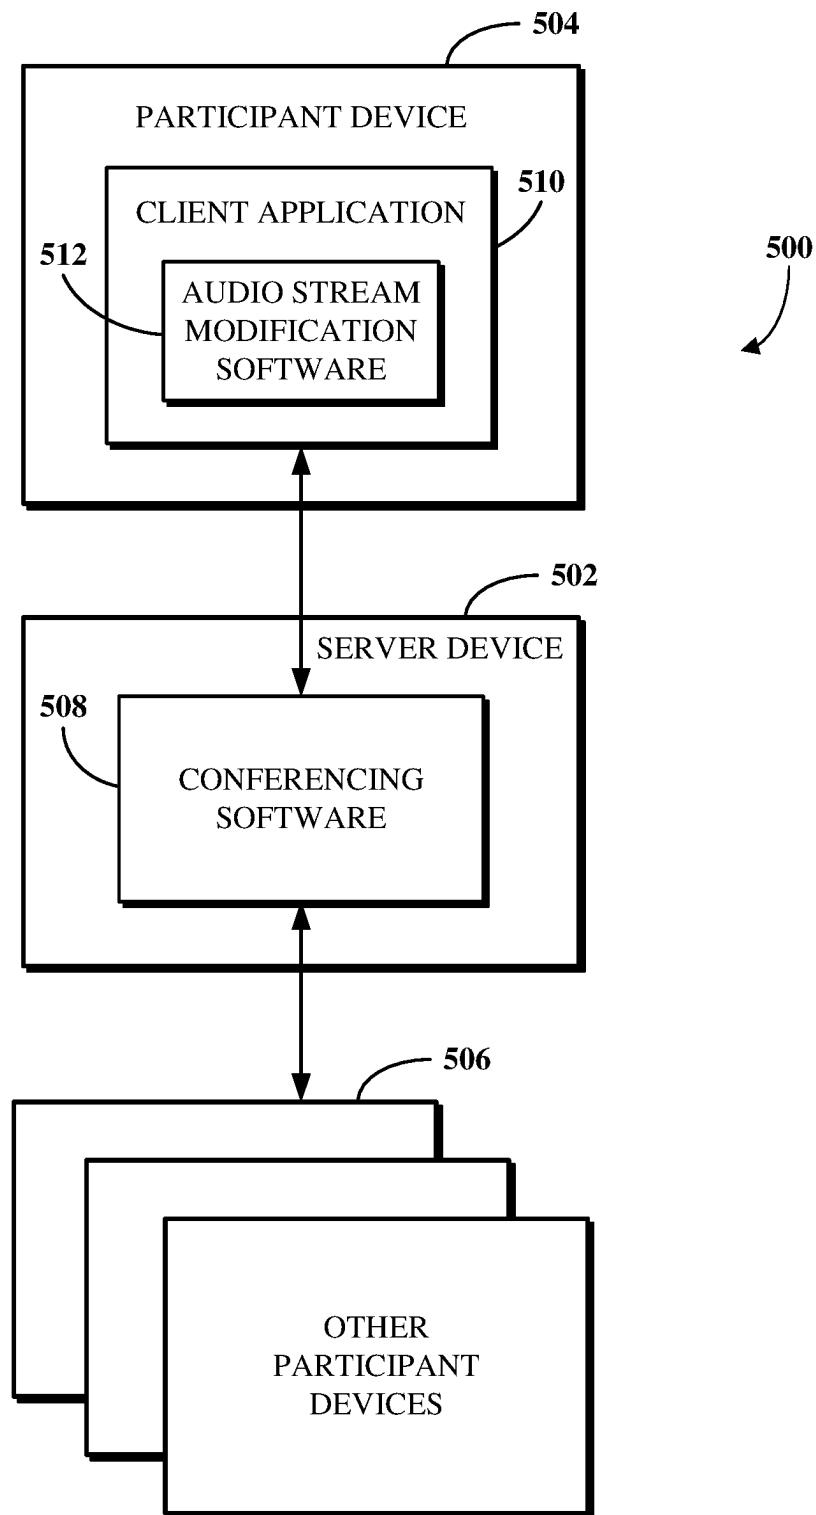 504
PARTICIPANT DEVICE
510
CLIENT APPLICATION
512
500
AUDIO STREAM
MODIFICATION
SOFTWARE
502
SERVER DEVICE
508
CONFERENCING
SOFTWARE
506
OTHER
PARTICIPANT
DEVICES